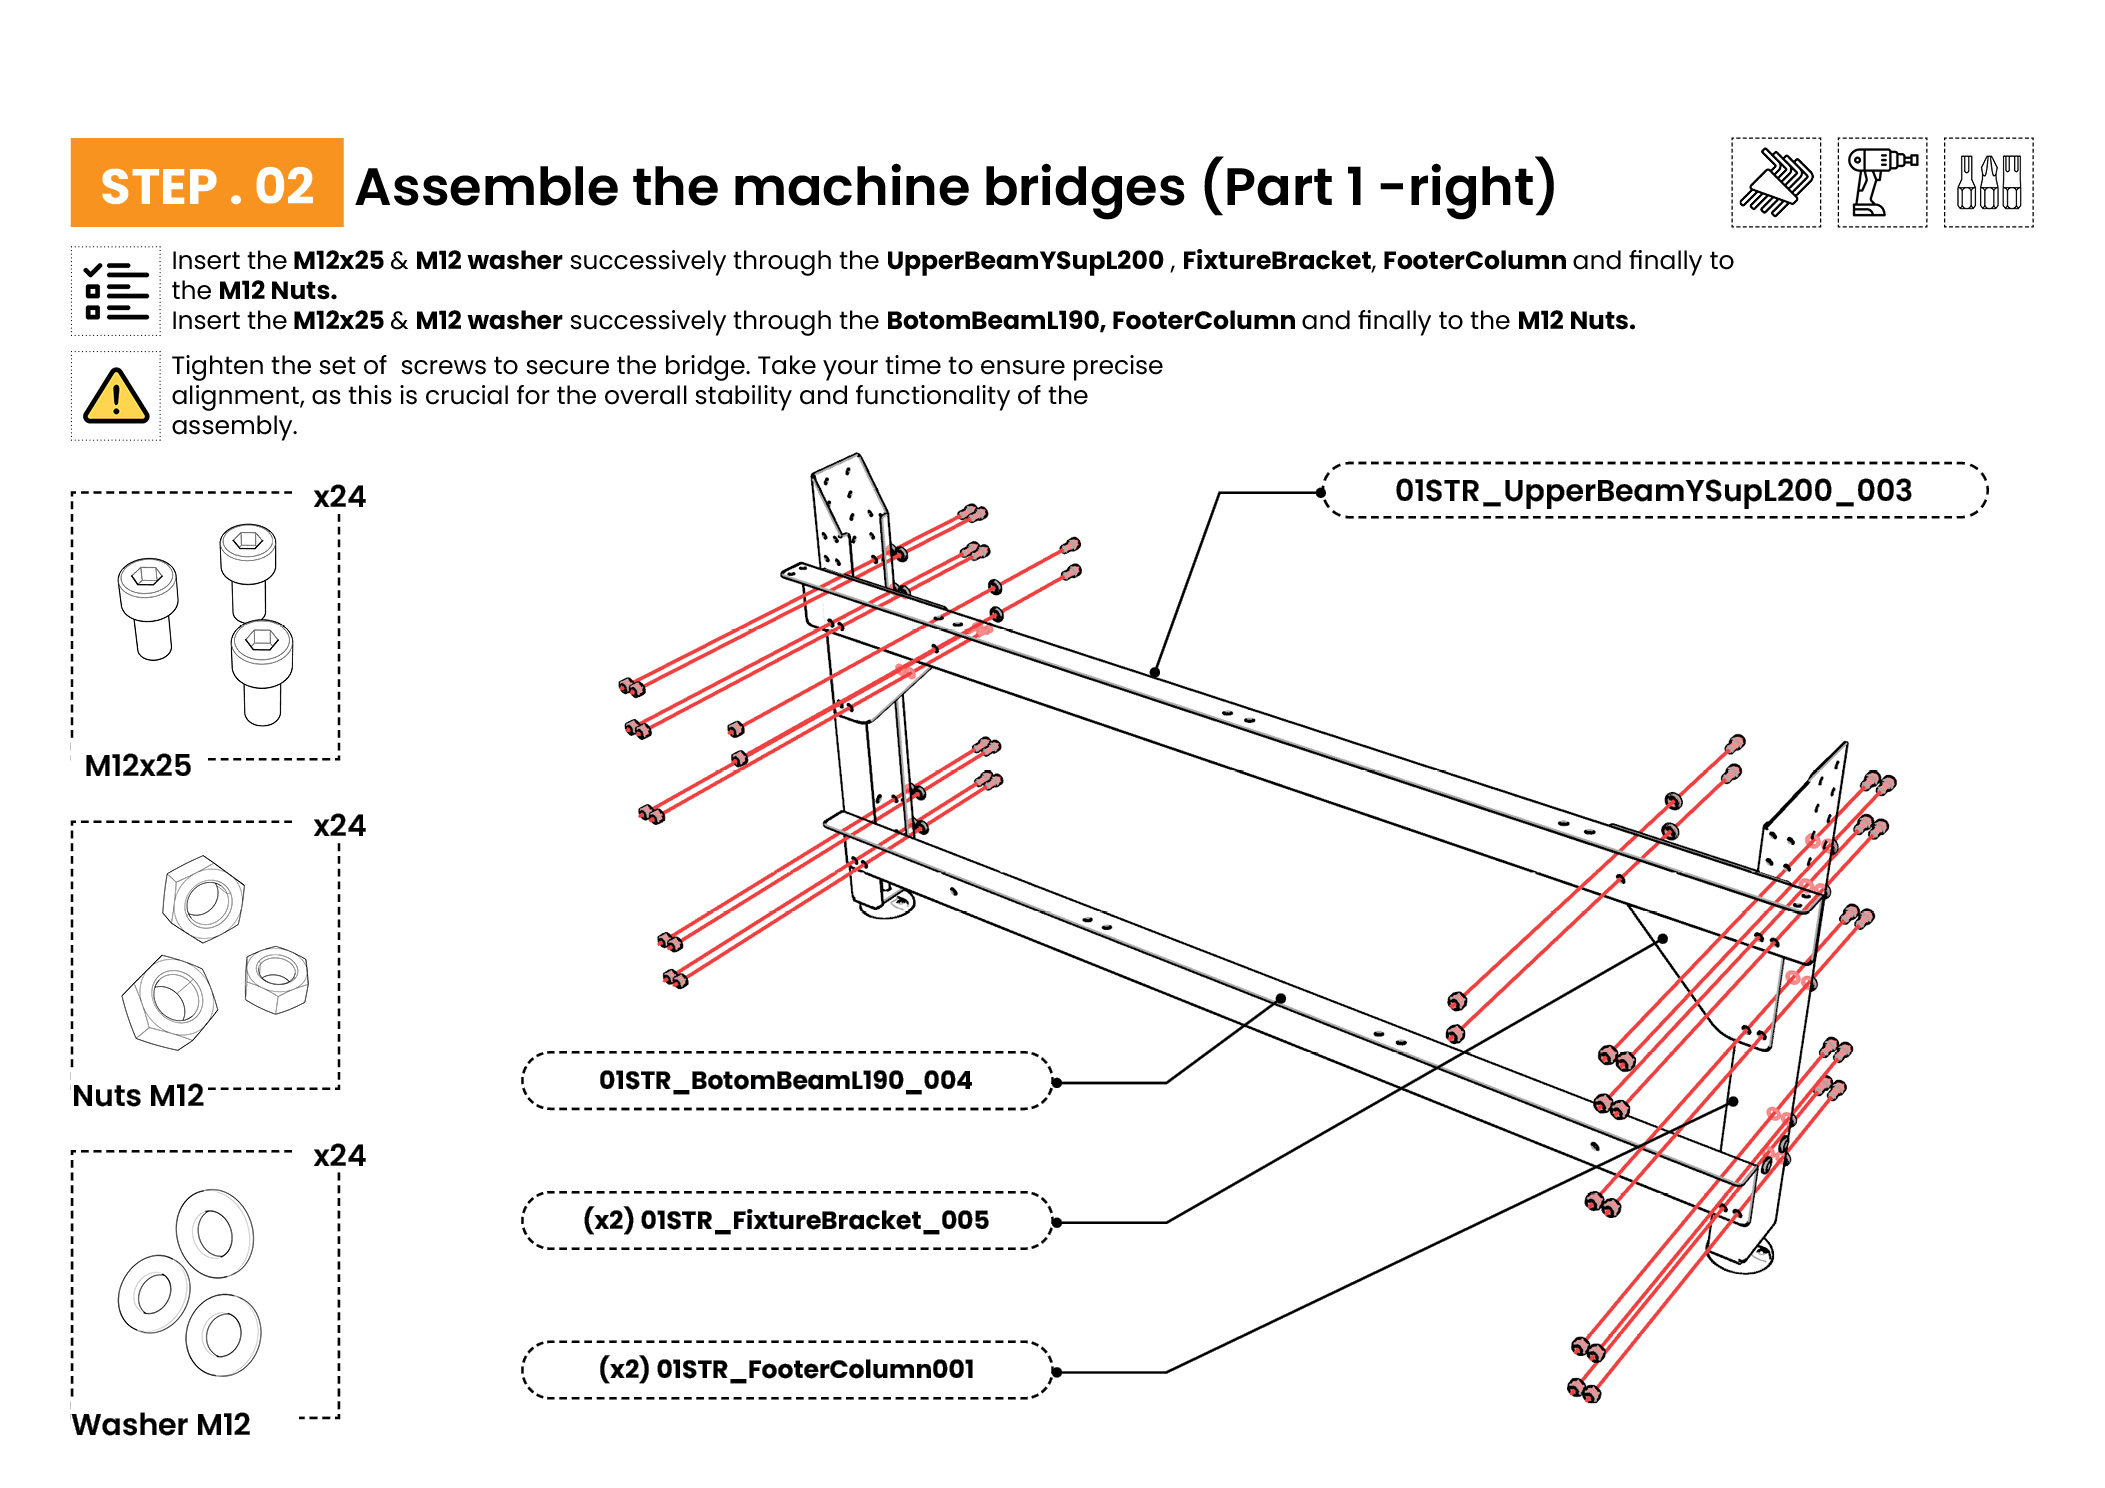 STEP . 02 Assemble the machine bridges (Part 1 -right)
Insert the M12x25 & M12 washer successively through the UpperBeamYSupL200 , FixtureBracket, FooterColumn and finally to
the M12 Nuts.
Insert the M12x25 & M12 washer successively through the BotomBeamL190, FooterColumn and finally to the M12 Nuts.
Tighten the set of  screws to secure the bridge. Take your time to ensure precise
alignment, as this is crucial for the overall stability and functionality of the
assembly.
x24
M12x25
x24
Nuts M12
x24
Washer M12
01STR_UpperBeamYSupL200_003
01STR_BotomBeamL190_004
(x2) 01STR_FixtureBracket_005
(x2) 01STR_FooterColumn001